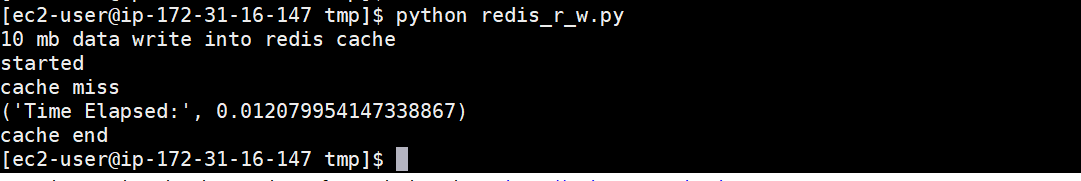 [ec2-user@ip-172-31-16-147 tmp]$ python redis_r_w.py
10 mb data write into redis cache
started
cache miss
('Time Elapsed:', 0.012079954147338867)
cache end
[ec2-user@ip-172-31-16-147 tmp]$